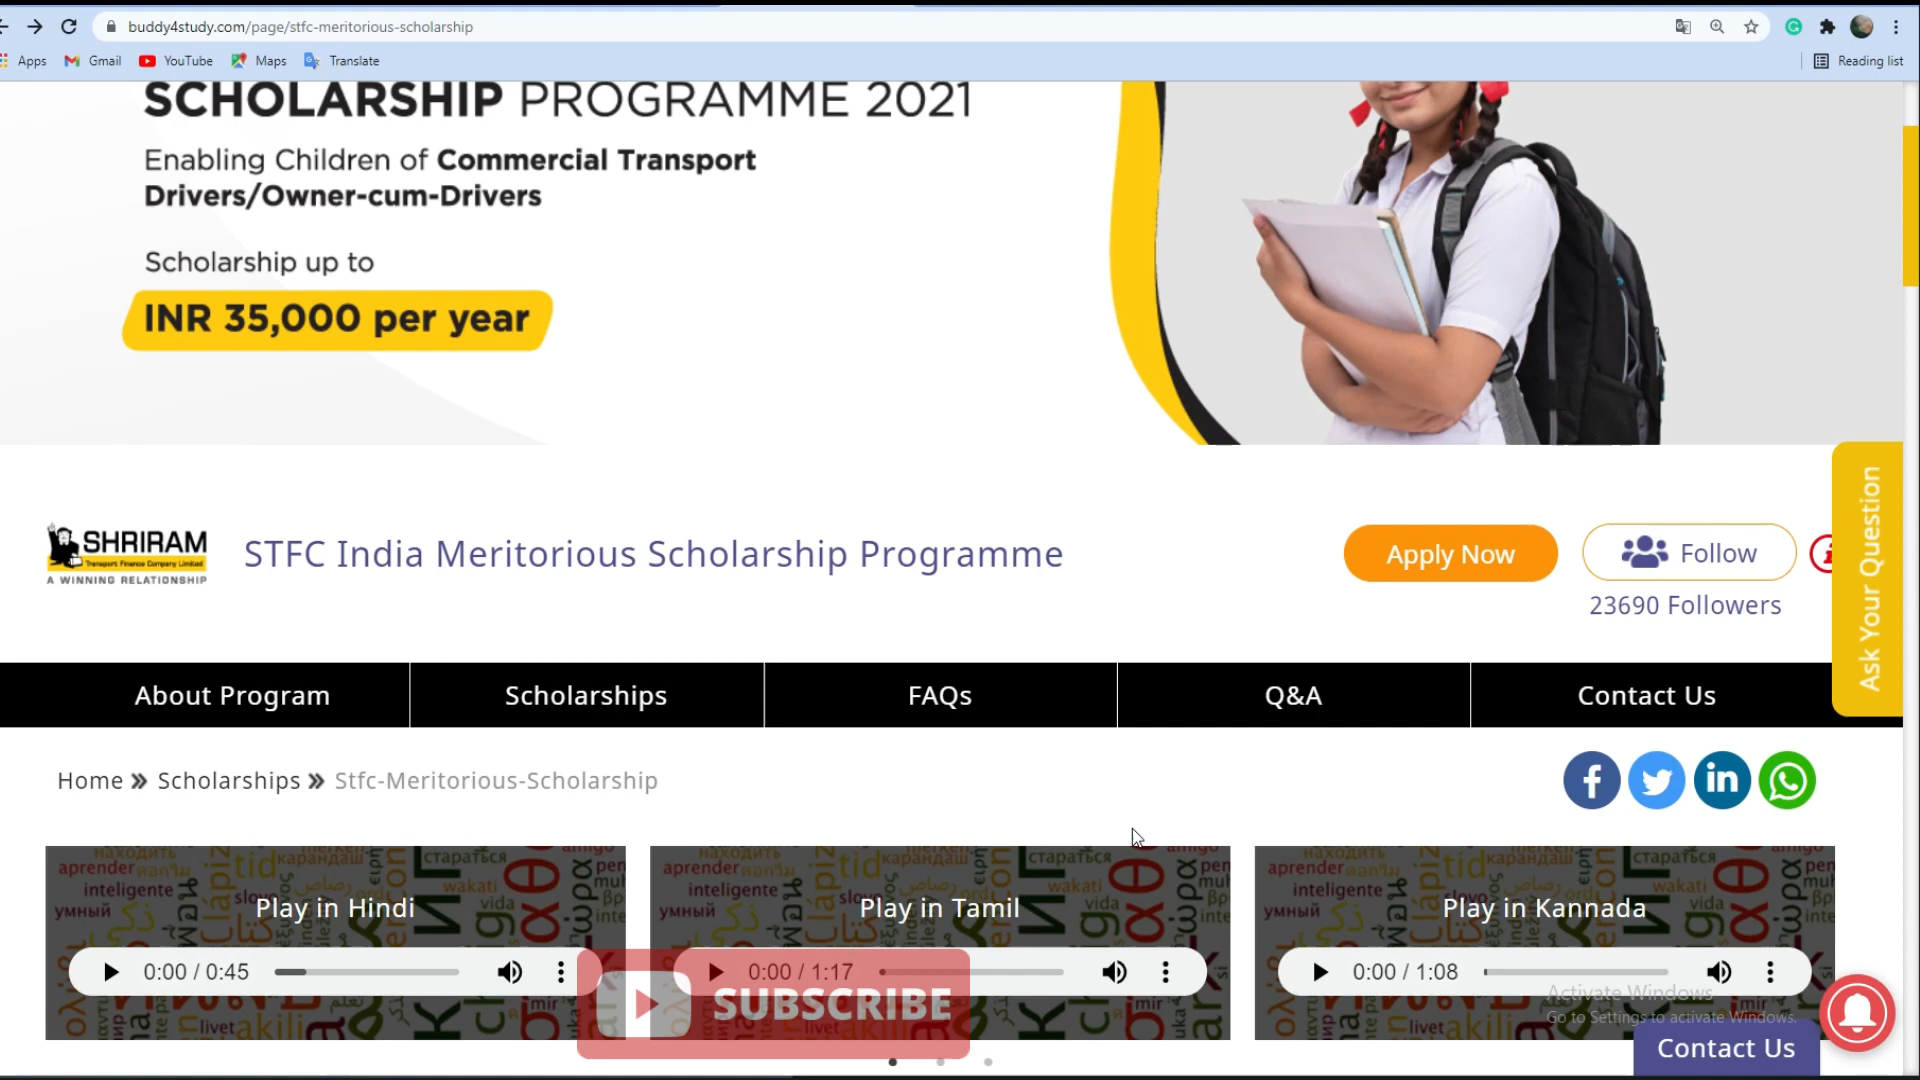 buddy4study.com/page/stfc-meritorious-scholarship
Apps
Gmail
YouTube
Maps
Translate
Reading list
SCHOLARSHIP PROGRAMME 2021
Enabling Children of Commercial Transport
Drivers/Owner-cum-Drivers
Scholarship up to
INR 35,000 per year
Ask Your Question
SHRIRAM
Transport Finance Company Limited
A WINNING RELATIONSHIP
STFC India Meritorious Scholarship Programme
Apply Now
Follow
23690 Followers
About Program
Scholarships
FAQs
Q&A
Contact Us
Home » Scholarships » Stfc-Meritorious-Scholarship
Play in Hindi
0:00 / 0:45
Play in Tamil
0:00 / 1:17
Play in Kannada
0:00 / 1:08
SUBSCRIBE
Activate Windows
Go to Settings to activate Windows.
Contact Us